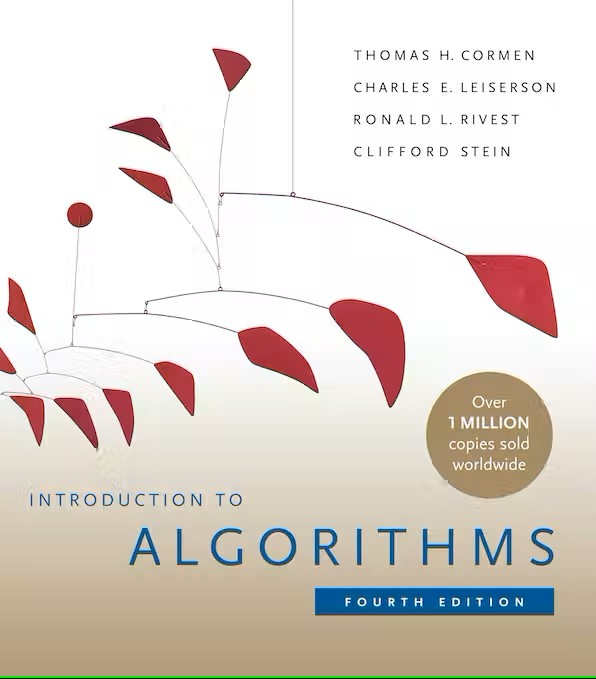 THOMAS H. CORMEN
CHARLES E. LEISERSON
RONALD L. RIVEST
CLIFFORD STEIN
Over
1 MILLION
copies sold
worldwide
INTRODUCTION TO
ALGORITHMS
FOURTH EDITION